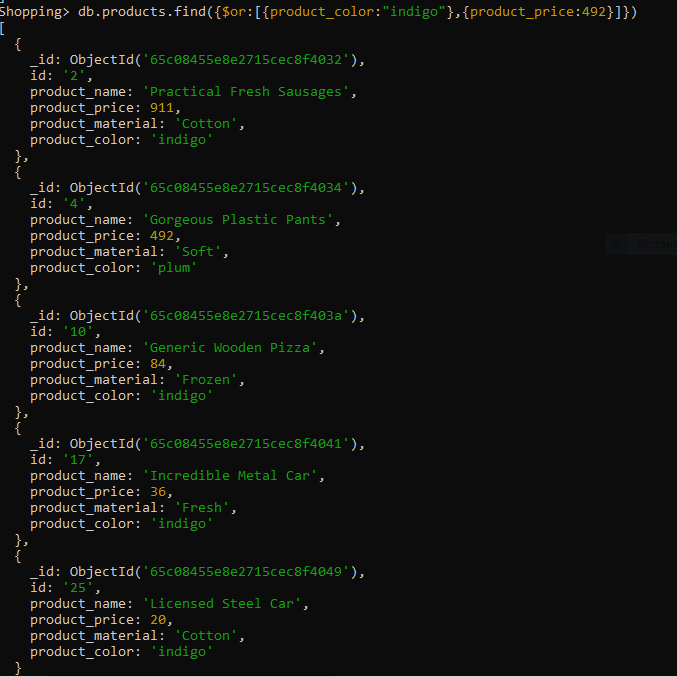 Shopping> db.products.find({$or:[{product_color:"indigo"},{product_price:492}]})
[
  {
    _id: ObjectId('65c08455e8e2715cec8f4032'),
    id: '2',
    product_name: 'Practical Fresh Sausages',
    product_price: 911,
    product_material: 'Cotton',
    product_color: 'indigo'
  },
  {
    _id: ObjectId('65c08455e8e2715cec8f4034'),
    id: '4',
    product_name: 'Gorgeous Plastic Pants',
    product_price: 492,
    product_material: 'Soft',
    product_color: 'plum'
  },
  {
    _id: ObjectId('65c08455e8e2715cec8f403a'),
    id: '10',
    product_name: 'Generic Wooden Pizza',
    product_price: 84,
    product_material: 'Frozen',
    product_color: 'indigo'
  },
  {
    _id: ObjectId('65c08455e8e2715cec8f4041'),
    id: '17',
    product_name: 'Incredible Metal Car',
    product_price: 36,
    product_material: 'Fresh',
    product_color: 'indigo'
  },
  {
    _id: ObjectId('65c08455e8e2715cec8f4049'),
    id: '25',
    product_name: 'Licensed Steel Car',
    product_price: 20,
    product_material: 'Cotton',
    product_color: 'indigo'
  }